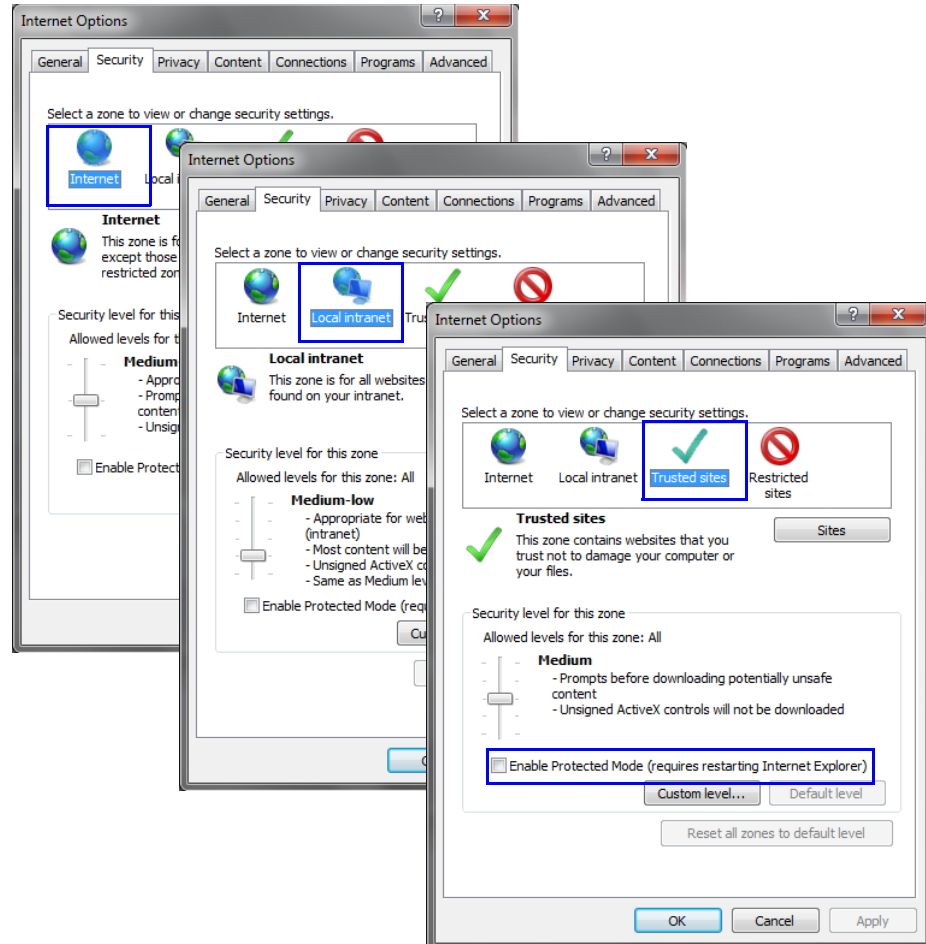 Internet Options
?
x
General Security Privacy Content Connections Programs Advanced
Select a zone to view or change security settings.
Internet
Local i
Internet
This zone is fo
except those
restricted zon
Security level for this
Allowed levels for t
Medium-
- Appro
- Promp
content
- Unsig
Enable Protect
Internet Options
?
x
General Security Privacy Content Connections Programs Advanced
Select a zone to view or change security settings.
Internet
Local intranet
Trus
Local intranet
This zone is for all websites
found on your intranet.
Security level for this zone
Allowed levels for this zone: All
Medium-low
- Appropriate for web
(intranet)
- Most content will be
- Unsigned ActiveX co
- Same as Medium lev
Enable Protected Mode (requ
Cu
Internet Options
?
x
General Security Privacy Content Connections Programs Advanced
Select a zone to view or change security settings.
Internet
Local intranet
Trusted sites
Restricted
sites
Trusted sites
Sites
This zone contains websites that you
trust not to damage your computer or
your files.
Security level for this zone
Allowed levels for this zone: All
Medium
- Prompts before downloading potentially unsafe
content
- Unsigned ActiveX controls will not be downloaded
Enable Protected Mode (requires restarting Internet Explorer)
Custom level...
Default level
Reset all zones to default level
OK
Cancel
Apply